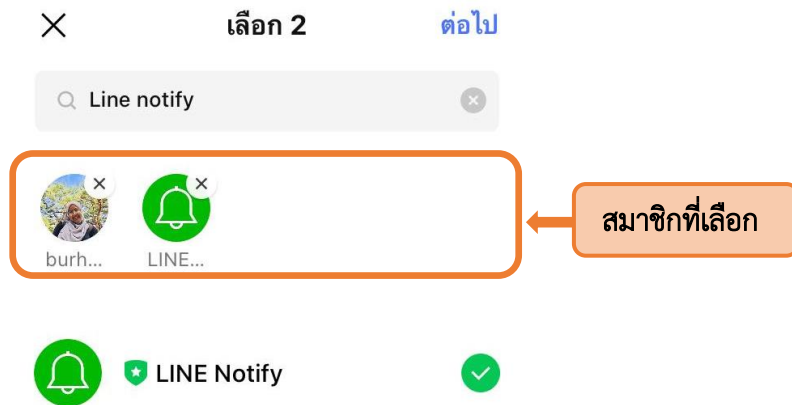 เลือก 2
ต่อไป
Line notify
burh...
LINE...
สมาชิกที่เลือก
LINE Notify